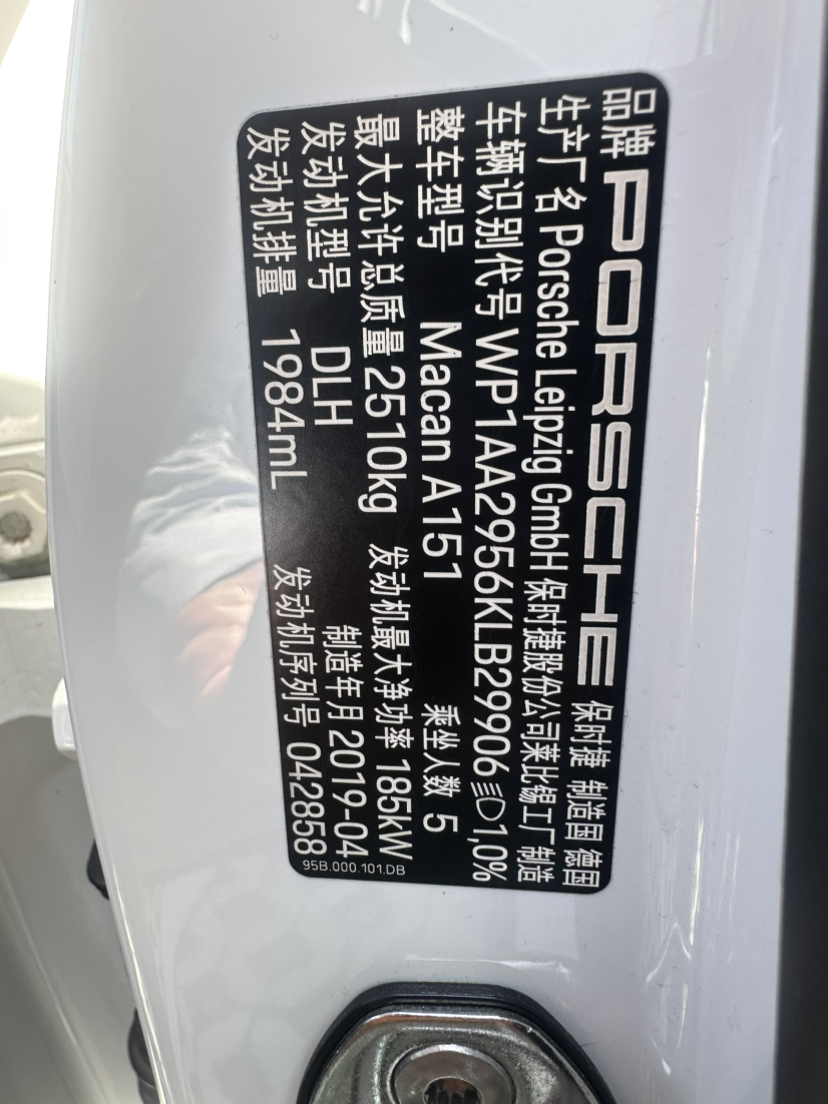 品牌 PORSCHE 保时捷 制造国 德国
生产厂名 Porsche Leipzig GmbH 保时捷股份公司莱比锡工厂制造
车辆识别代号 WP1AA2956KLB29906 1,0%
整车型号 Macan A151 乘坐人数 5
最大允许总质量 2510kg 发动机最大净功率 185kW
发动机型号 DLH 制造年月 2019-04
发动机排量 1984mL 发动机序列号 042858
95B.000.101.DB